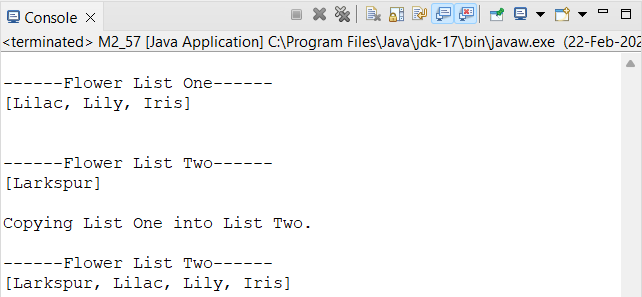 Console
<terminated> M2_57 [Java Application] C:\Program Files\Java\jdk-17\bin\javaw.exe (22-Feb-202
------Flower List One------
[Lilac, Lily, Iris]
------Flower List Two------
[Larkspur]
Copying List One into List Two.
------Flower List Two------
[Larkspur, Lilac, Lily, Iris]